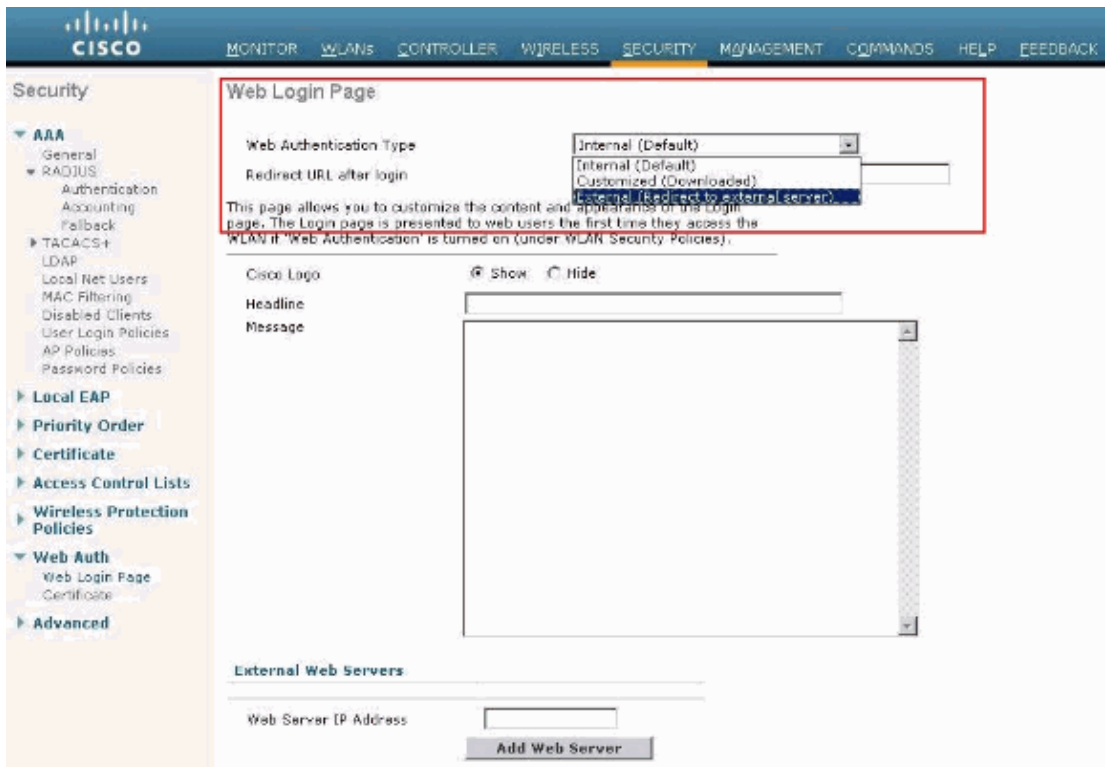 CISCO
MONITOR WLANs CONTROLLER WIRELESS SECURITY MANAGEMENT COMMANDS HELP FEEDBACK
Security
AAA
General
RADIUS
Authentication
Accounting
Fallback
TACACS+
LDAP
Local Net Users
MAC Filtering
Disabled Clients
User Login Policies
AP Policies
Password Policies
Local EAP
Priority Order
Certificate
Access Control Lists
Wireless Protection
Policies
Web Auth
Web Login Page
Certificate
Advanced
Web Login Page
Web Authentication Type
Internal (Default)
Internal (Default)
Customized (Downloaded)
External (Redirect to external server)
Redirect URL after login
This page allows you to customize the content and appearance of the Login
page. The Login page is presented to web users the first time they access the
WLAN if 'Web Authentication' is turned on (under WLAN Security Policies).
Cisco Logo
Show Hide
Headline
Message
External Web Servers
Web Server IP Address
Add Web Server